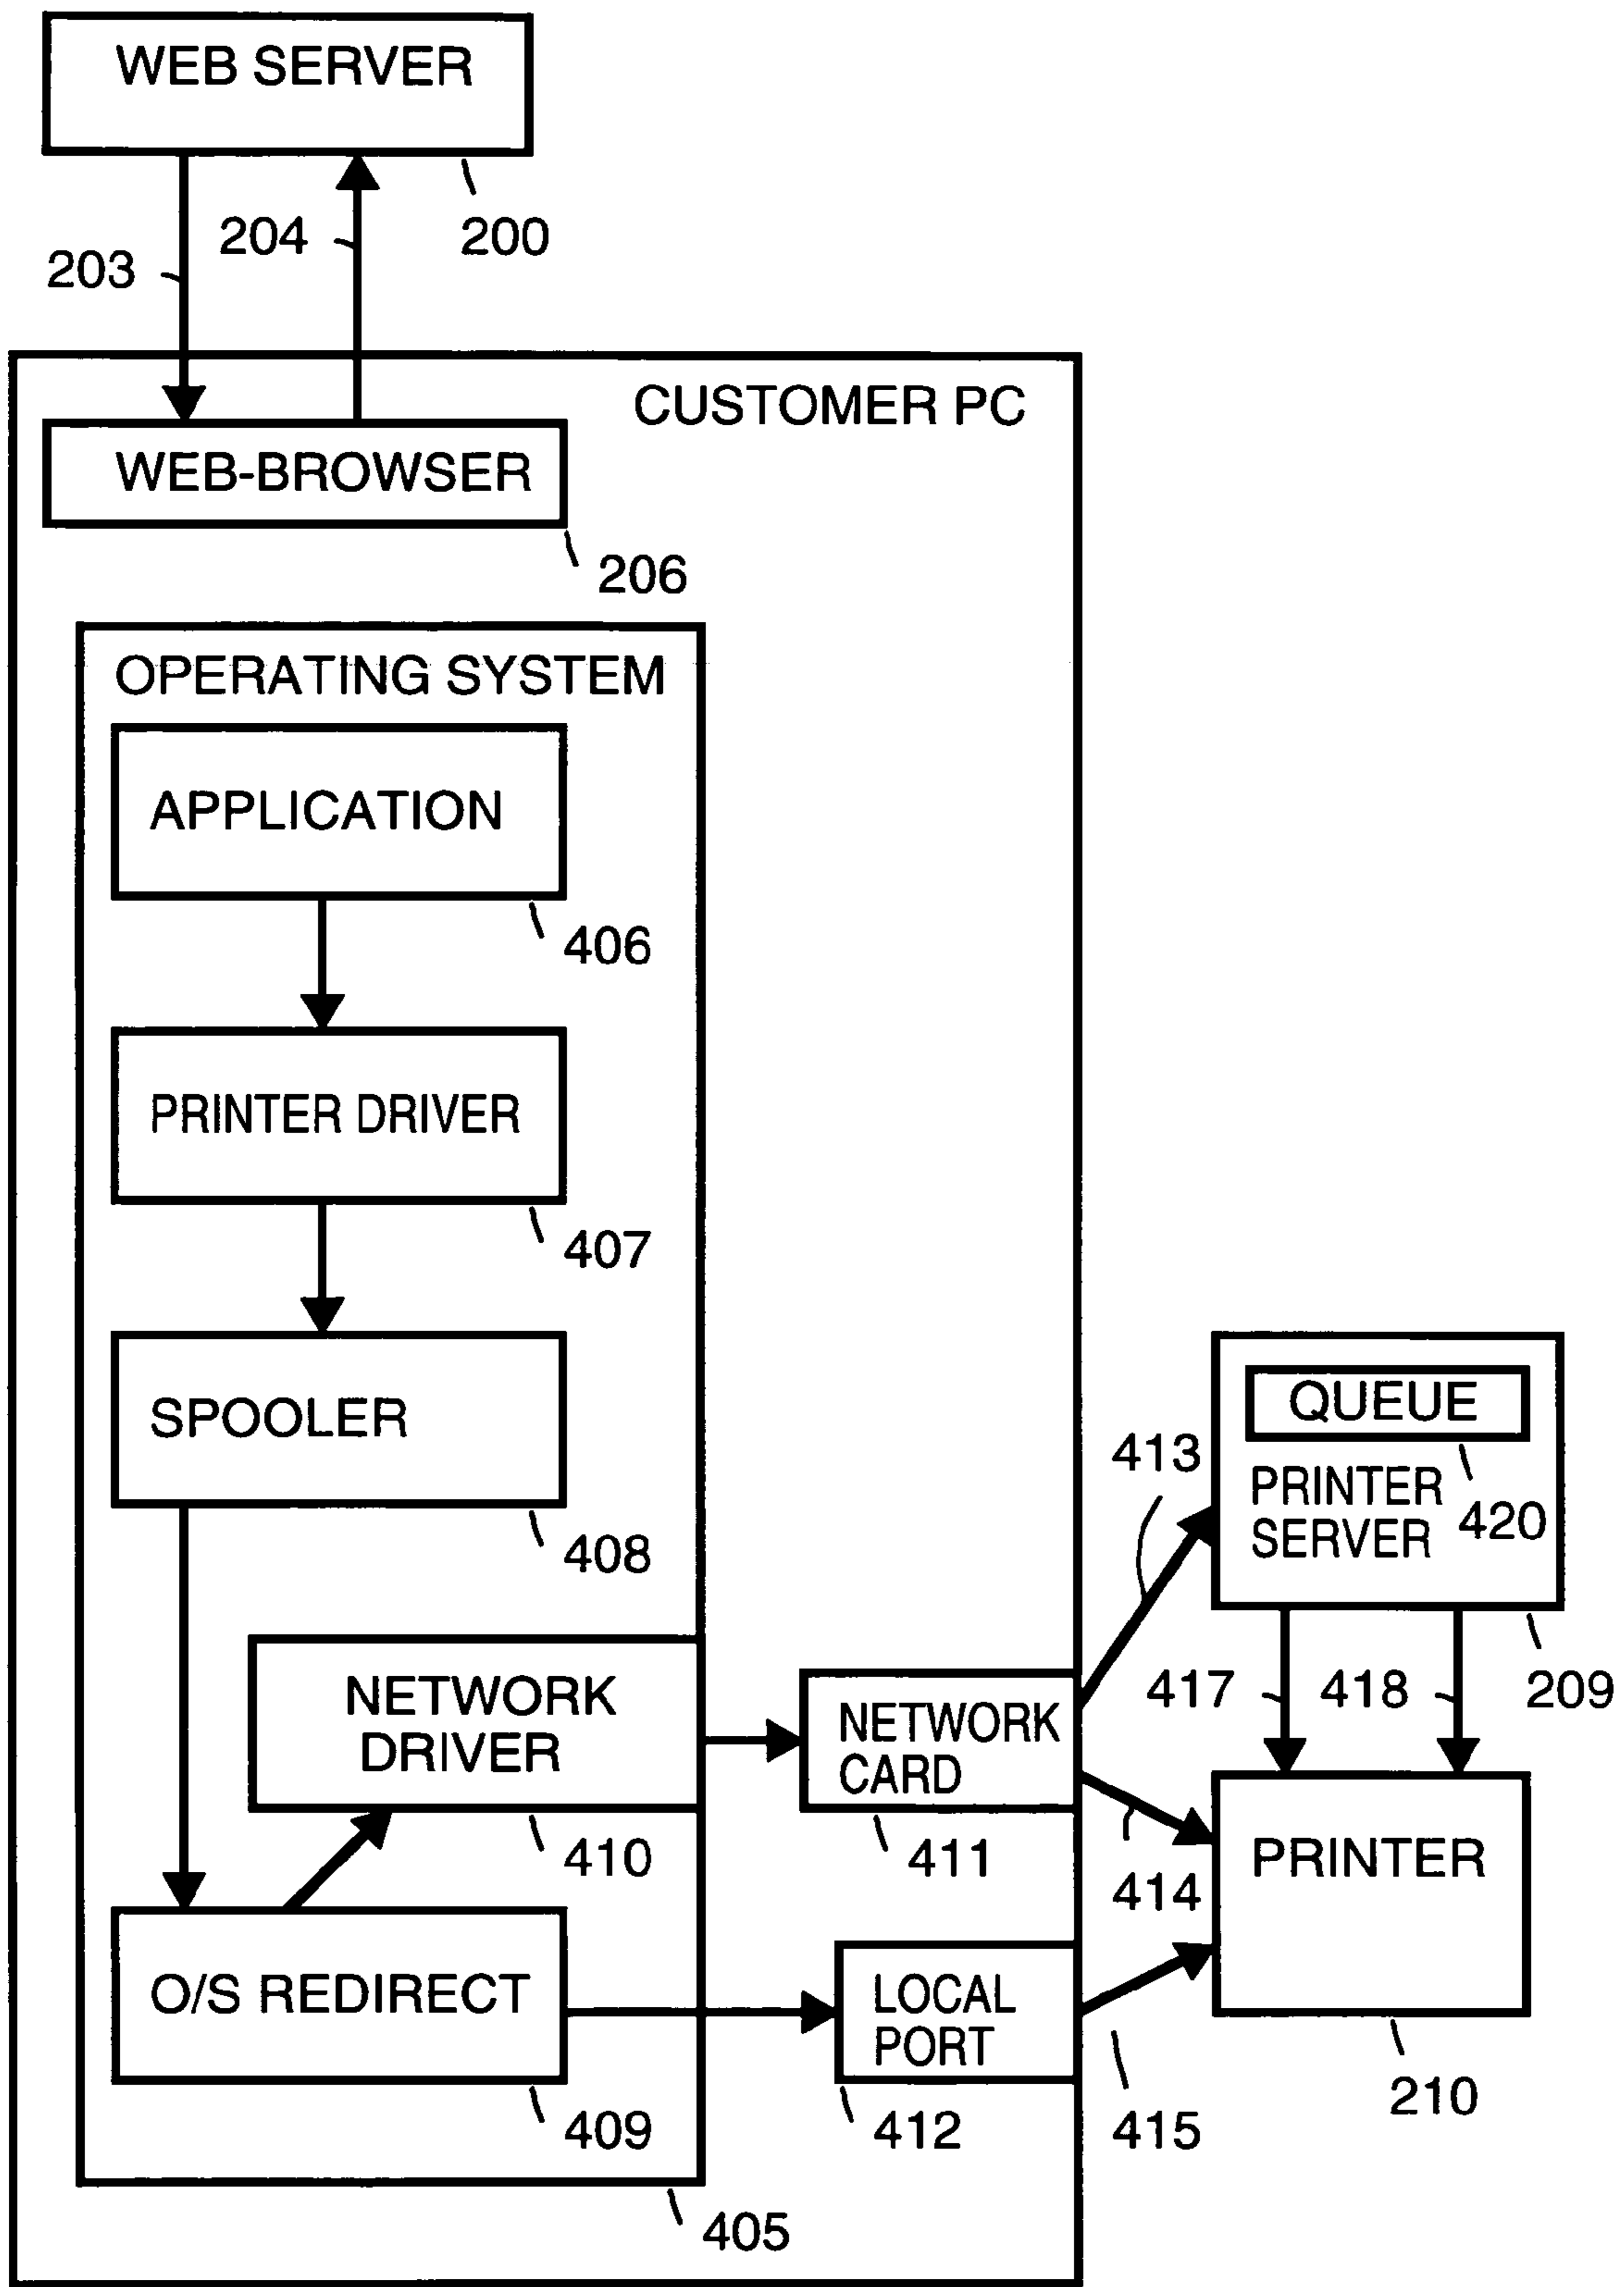 WEB SERVER
203
204
200
CUSTOMER PC
WEB-BROWSER
206
OPERATING SYSTEM
APPLICATION
406
PRINTER DRIVER
407
SPOOLER
408
QUEUE
420
PRINTER
SERVER
413
209
417
418
NETWORK
DRIVER
410
NETWORK
CARD
411
414
PRINTER
210
O/S REDIRECT
409
LOCAL
PORT
412
415
405